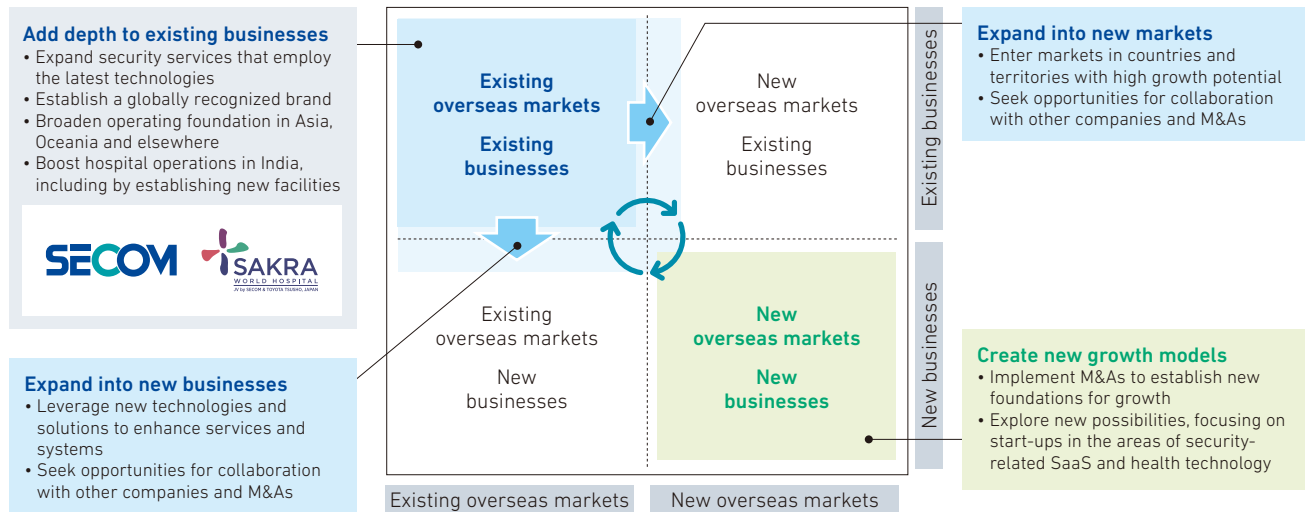 Add depth to existing businesses
• Expand security services that employ
the latest technologies
• Establish a globally recognized brand
• Broaden operating foundation in Asia,
Oceania and elsewhere
• Boost hospital operations in India,
including by establishing new facilities
SECOM
SAKRA
WORLD HOSPITAL
JV by SECOM & TOYOTA TSUSHO, JAPAN
Expand into new businesses
• Leverage new technologies and
solutions to enhance services and
systems
• Seek opportunities for collaboration
with other companies and M&As
Existing
overseas markets
Existing
businesses
New
overseas markets
Existing
businesses
Existing
overseas markets
New
businesses
New
overseas markets
New
businesses
Existing overseas markets
New overseas markets
Existing businesses
New businesses
Expand into new markets
• Enter markets in countries and
territories with high growth potential
• Seek opportunities for collaboration
with other companies and M&As
Create new growth models
• Implement M&As to establish new
foundations for growth
• Explore new possibilities, focusing on
start-ups in the areas of security-
related SaaS and health technology